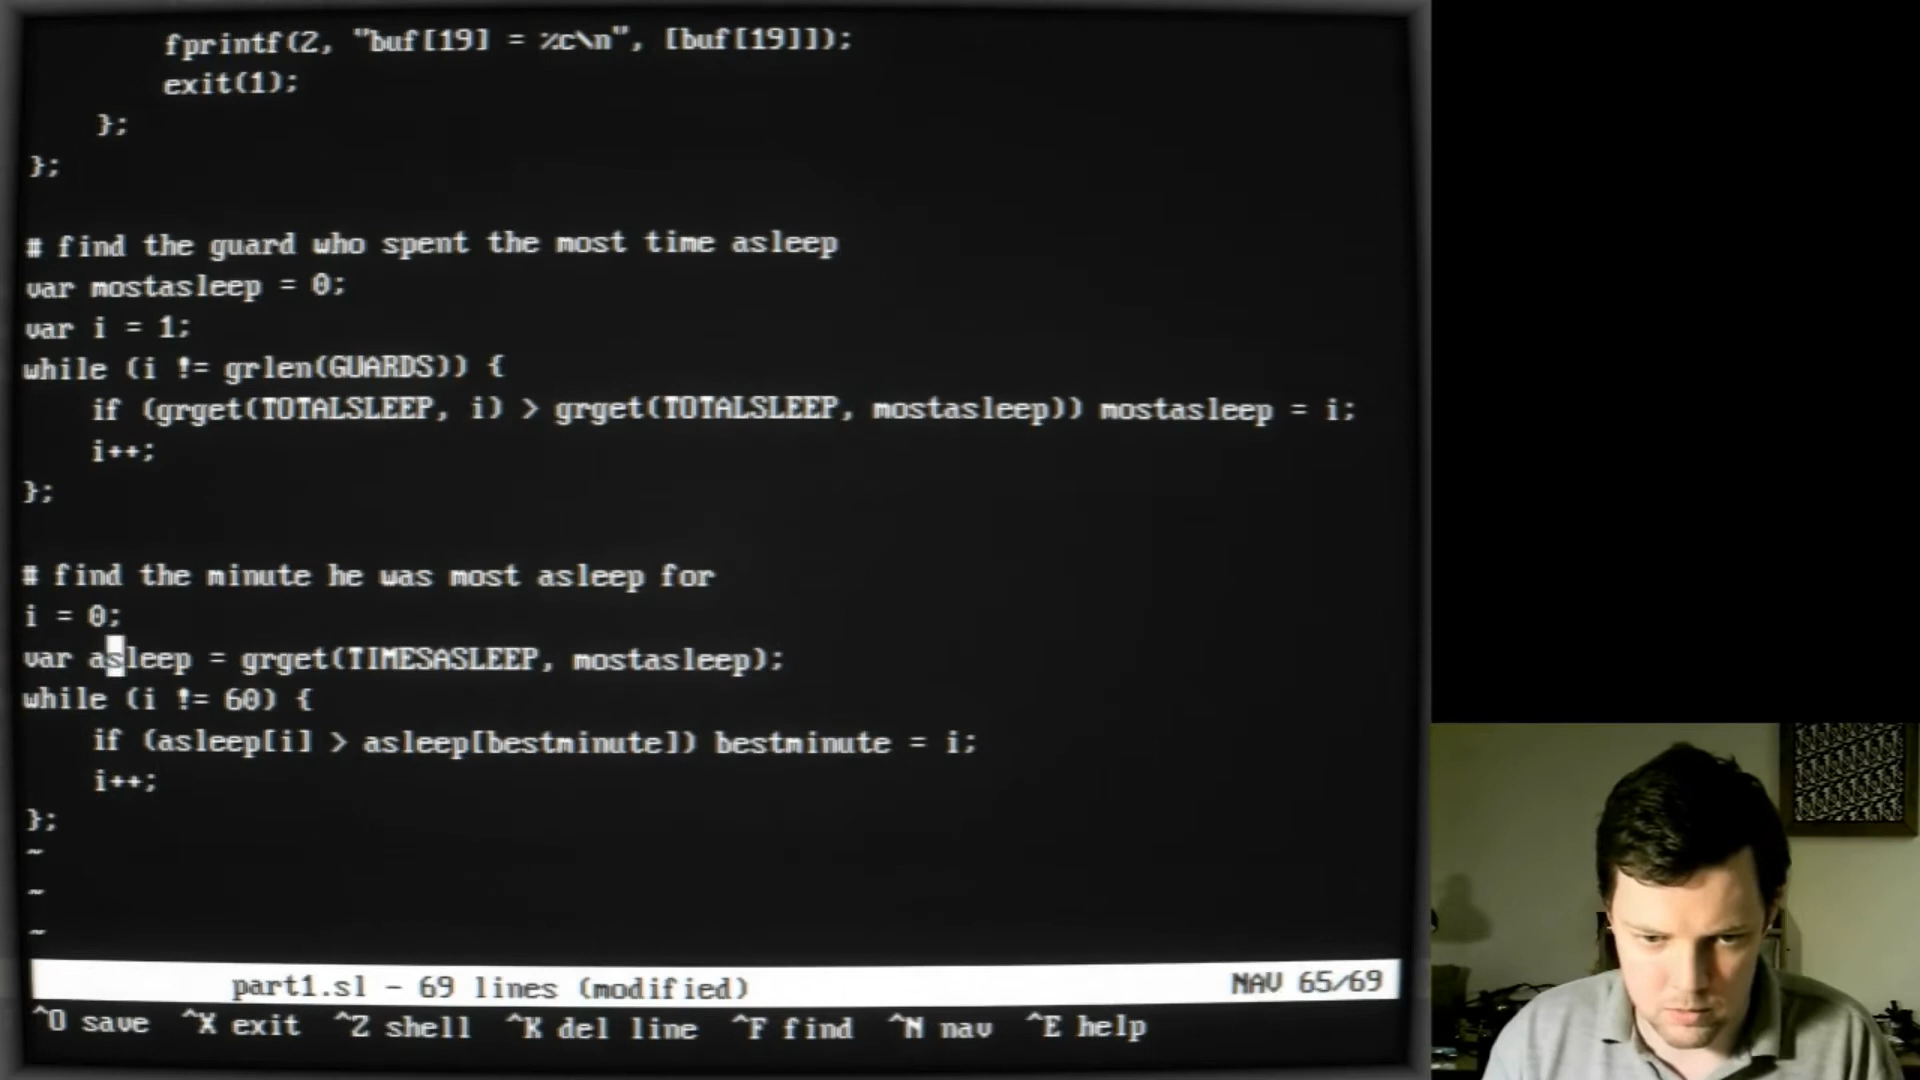 fprintf(2, "buf[19] = %c\n", [buf[19]]);
exit(1);
};
};
# find the guard who spent the most time asleep
var mostasleep = 0;
var i = 1;
while (i != grlen(GUARDS)) {
if (grget(TOTALSLEEP, i) > grget(TOTALSLEEP, mostasleep)) mostasleep = i;
i++;
};
# find the minute he was most asleep for
i = 0;
var asleep = grget(TIMESASLEEP, mostasleep);
while (i != 60) {
if (asleep[i] > asleep[bestminute]) bestminute = i;
i++;
};
~
~
~
part1.sl - 69 lines (modified) NAV 65/69
^O save ^X exit ^Z shell ^K del line ^F find ^N nav ^E help